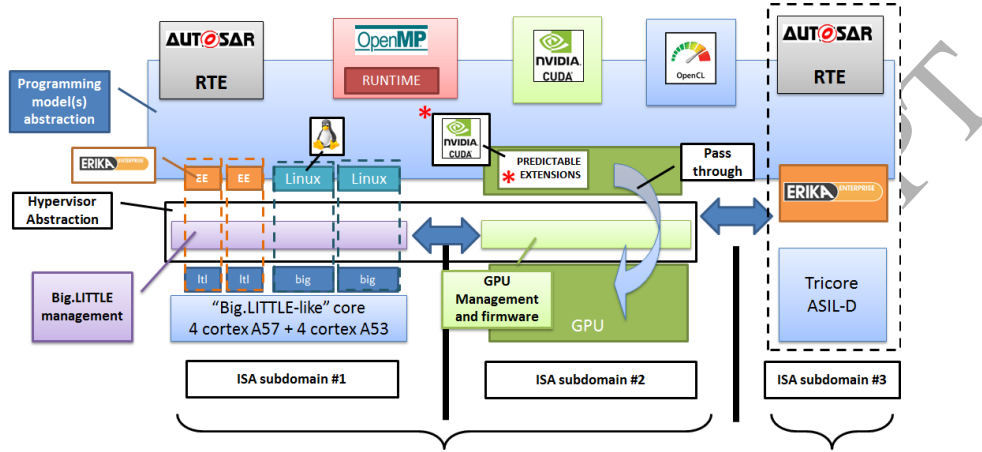 AUTOSAR
RTE
OpenMP
RUNTIME
NVIDIA
CUDA
OpenCL
AUTOSAR
RTE
Programming
model(s)
abstraction
*
NVIDIA
CUDA
PREDICTABLE
* EXTENSIONS
Pass
through
ERIKA ENTERPRISE
EE
EE
Linux
Linux
ERIKA ENTERPRISE
Hypervisor
Abstraction
Big.LITTLE
management
ltl
ltl
big
big
GPU
Management
and firmware
"Big.LITTLE-like" core
4 cortex A57 + 4 cortex A53
GPU
Tricore
ASIL-D
ISA subdomain #1
ISA subdomain #2
ISA subdomain #3
PT